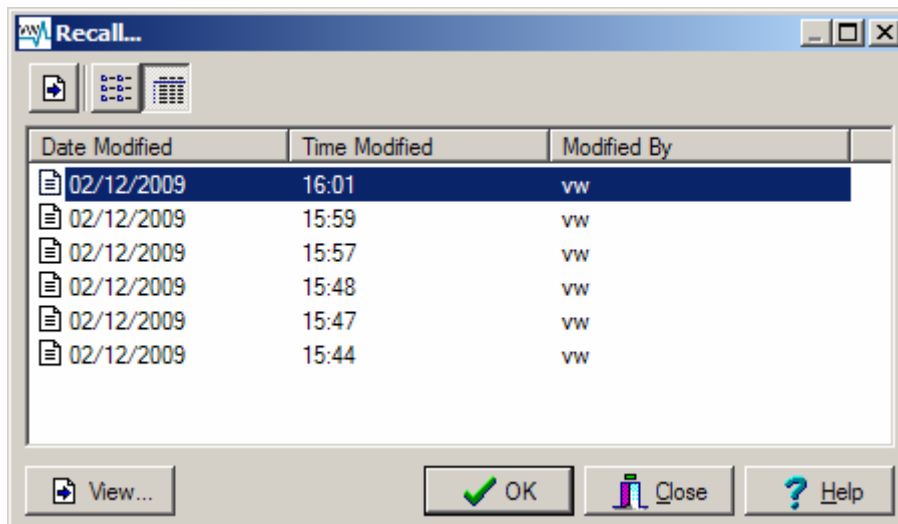 Recall...
Date Modified Time Modified Modified By
02/12/2009 16:01 vw
02/12/2009 15:59 vw
02/12/2009 15:57 vw
02/12/2009 15:48 vw
02/12/2009 15:47 vw
02/12/2009 15:44 vw
View... OK Close Help